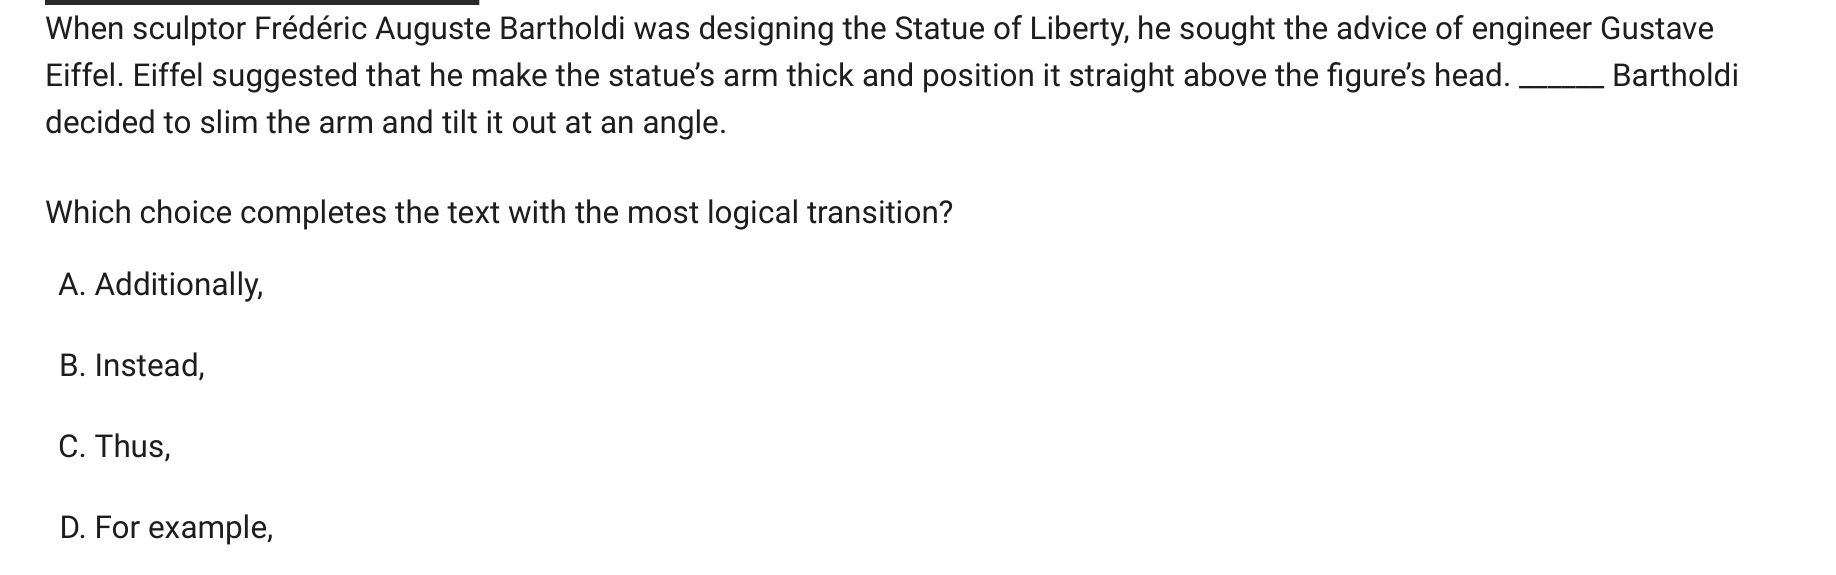 When sculptor Frédéric Auguste Bartholdi was designing the Statue of Liberty, he sought the advice of engineer Gustave
Eiffel. Eiffel suggested that he make the statue’s arm thick and position it straight above the figure’s head. ______ Bartholdi
decided to slim the arm and tilt it out at an angle.
Which choice completes the text with the most logical transition?
A. Additionally,
B. Instead,
C. Thus,
D. For example,